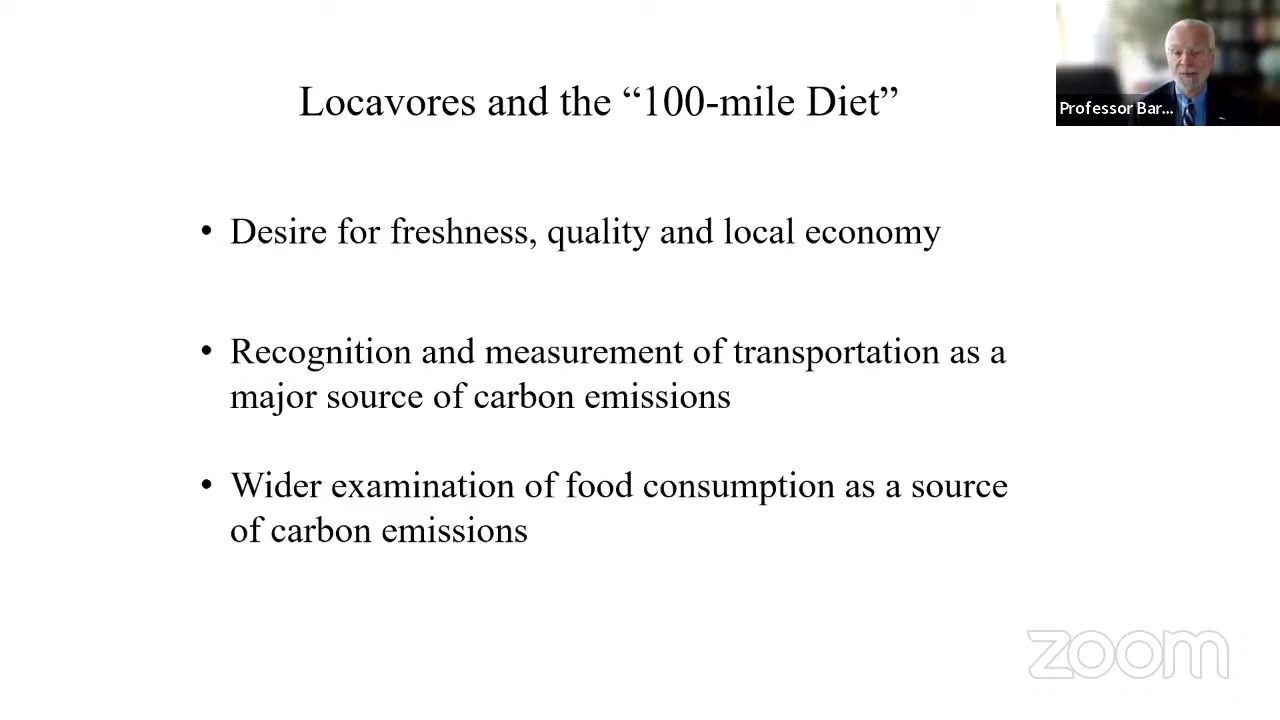 Locavores and the “100-mile Diet”
Professor Bar...
• Desire for freshness, quality and local economy
• Recognition and measurement of transportation as a
major source of carbon emissions
• Wider examination of food consumption as a source
of carbon emissions
zoom